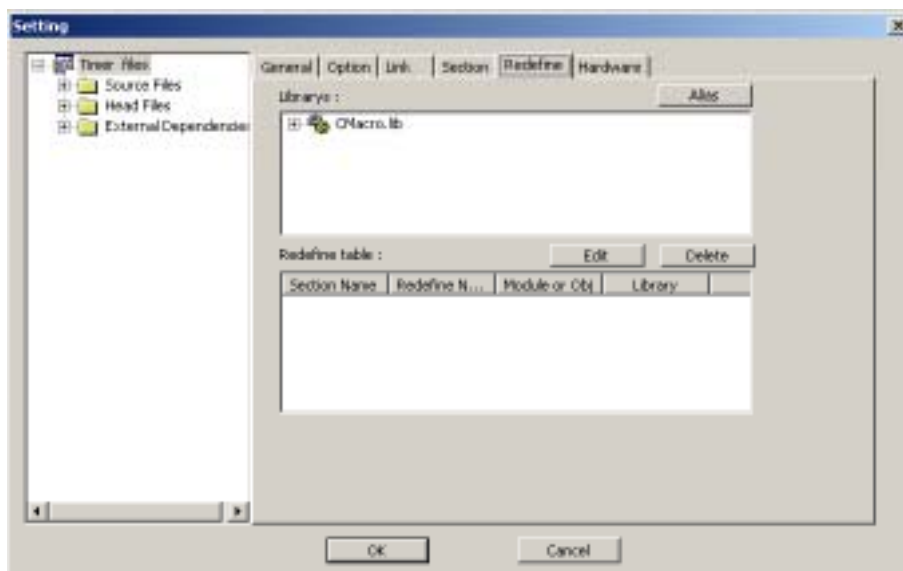 Setting
Timer files
Source Files
Head Files
External Dependencie
General Option Link Section Redefine Hardware
Librarys :
Alias
CMacro.lib
Redefine table :
Edit Delete
Section Name Redefine N... Module or Obj Library
OK Cancel